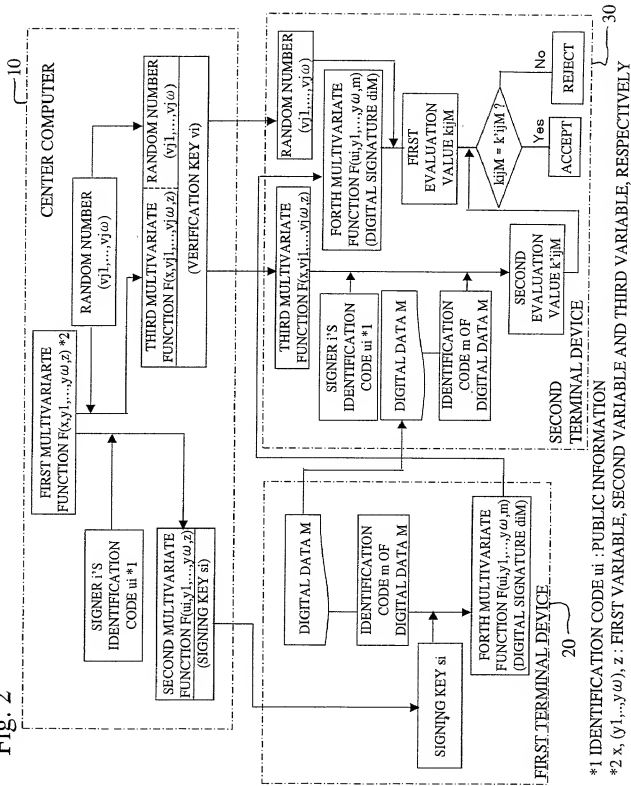 Fig. 2
10
CENTER COMPUTER
FIRST MULTIVARIARTE
FUNCTION F(x,y1,...,yω,z) *2
RANDOM NUMBER
(vj1,...,vjω)
SIGNER i'S
IDENTIFICATION
CODE ui *1
SECOND MULTIVARIATE
FUNCTION F(ui,y1,...,yω,z)
(SIGNING KEY si)
THIRD MULTIVARIATE
FUNCTION F(x,vj1,...,vjω,z)
RANDOM NUMBER
(vj1,...,vjω)
(VERIFICATION KEY vi)
DIGITAL DATA M
IDENTIFICATION
CODE m OF
DIGITAL DATA M
SIGNING KEY si
FORTH MULTIVARIATE
FUNCTION F(ui,y1,...,yω,m)
(DIGITAL SIGNATURE diM)
FIRST TERMINAL DEVICE
20
THIRD MULTIVARIATE
FUNCTION F(x,vj1,...,vjω,z)
RANDOM NUMBER
(vj1,...,vjω)
SIGNER i'S
IDENTIFICATION
CODE ui *1
DIGITAL DATA M
IDENTIFICATION
CODE m OF
DIGITAL DATA M
FORTH MULTIVARIATE
FUNCTION F(ui,y1,...,yω,m)
(DIGITAL SIGNATURE diM)
FIRST
EVALUATION
VALUE kijM
SECOND
EVALUATION
VALUE k'ijM
kijM = k'ijM ?
No
Yes
ACCEPT
REJECT
SECOND
TERMINAL DEVICE
30
*1 IDENTIFICATION CODE ui : PUBLIC INFORMATION
*2 x, (y1,..,yω), z : FIRST VARIABLE, SECOND VARIABLE AND THIRD VARIABLE, RESPECTIVELY